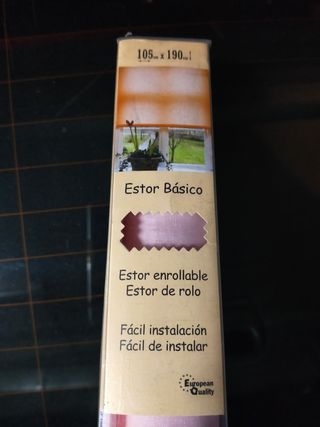 105cm x 190cm
Estor Básico
Estor enrollable
Estor de rolo
Fácil instalación
Fácil de instalar
European
Quality